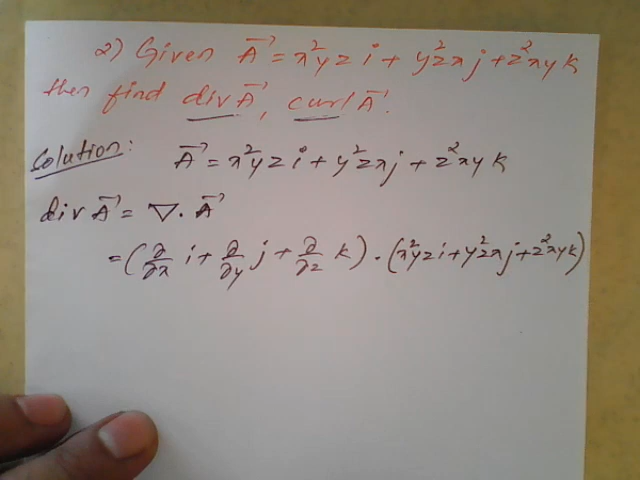 2) Given A⃗ = x²yz i + y²zx j + z²xy k
then find div A⃗, curl A⃗.
Solution: A⃗ = x²yz i + y²zx j + z²xy k
div A⃗ = ∇ . A⃗
= (∂/∂x i + ∂/∂y j + ∂/∂z k) . (x²yz i + y²zx j + z²xy k)